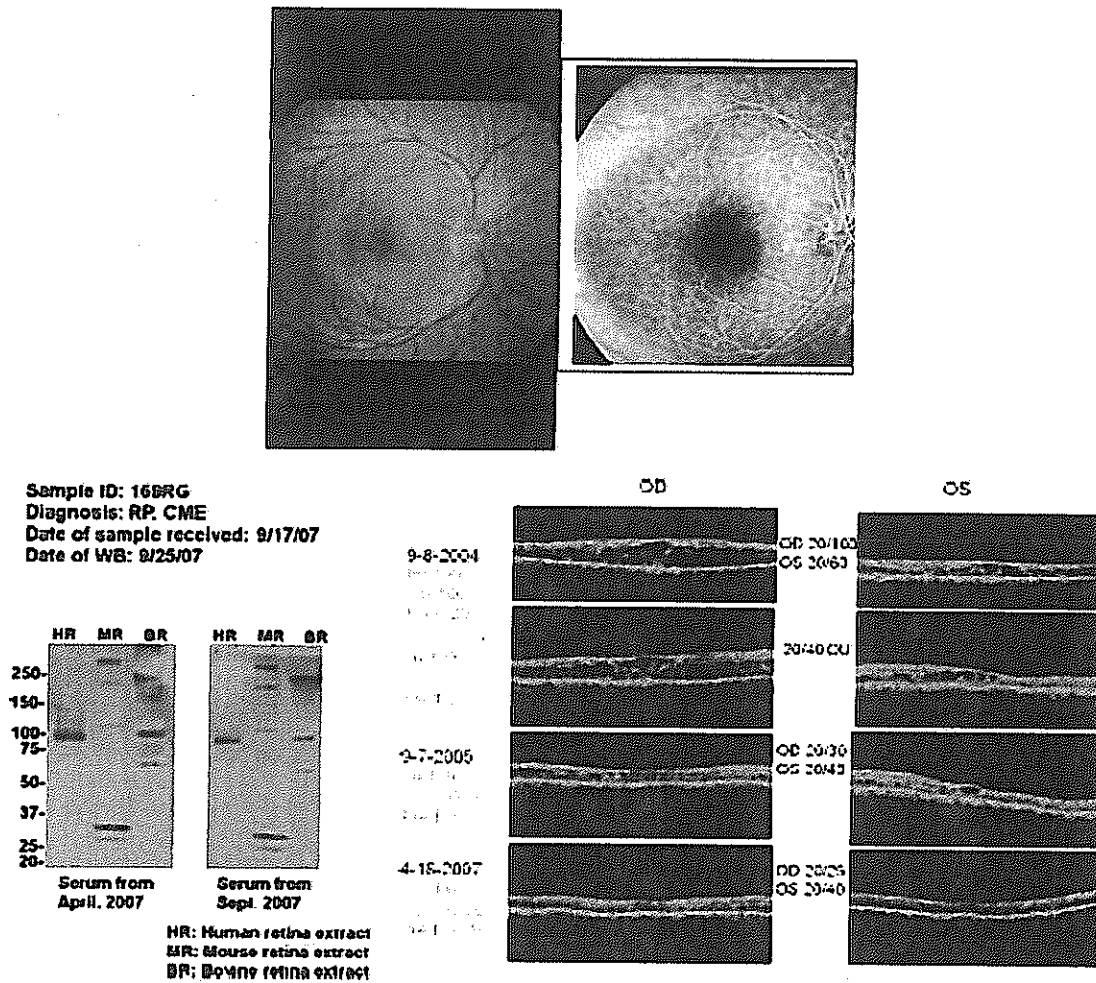 Sample ID: 16BRG
Diagnosis: RP, CME
Date of sample received: 9/17/07
Date of WB: 9/25/07
HR MR BR
HR MR BR
250-
150-
100-
75-
50-
37-
25-
20-
Serum from
April, 2007
Serum from
Sept. 2007
HR: Human retina extract
MR: Mouse retina extract
BR: Bovine retina extract
OD
OS
9-8-2004
OD 20/100
OS 20/63
20/40 OU
9-7-2005
OD 20/30
OS 20/40
4-18-2007
OD 20/25
OS 20/40